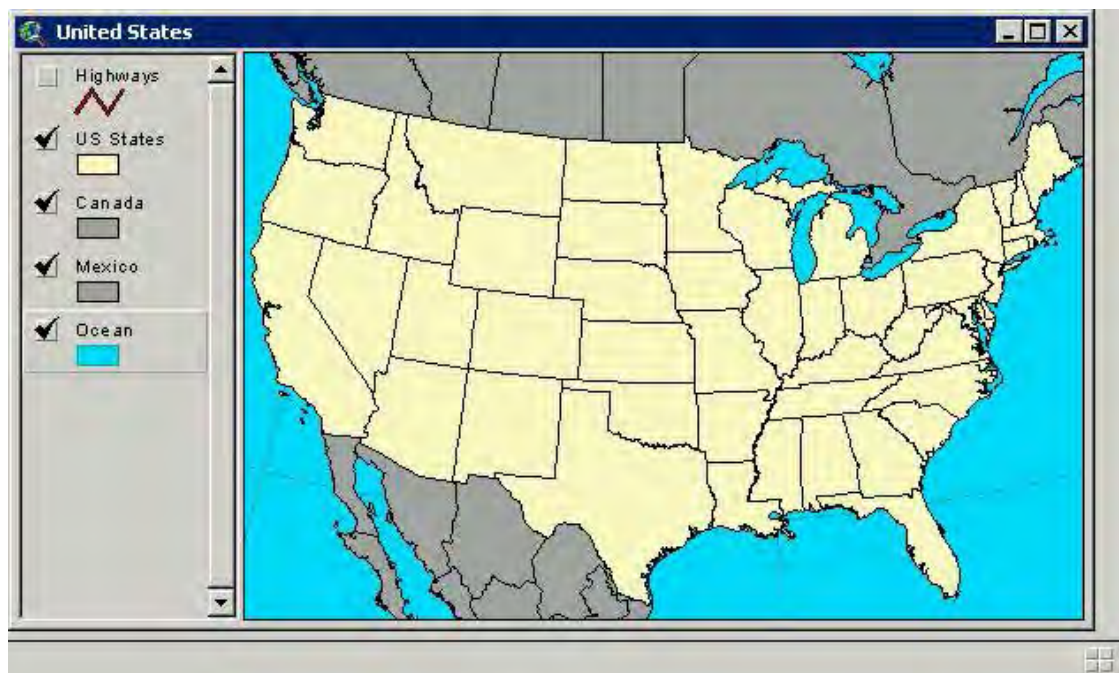 United States
Highways
US States
Canada
Mexico
Ocean